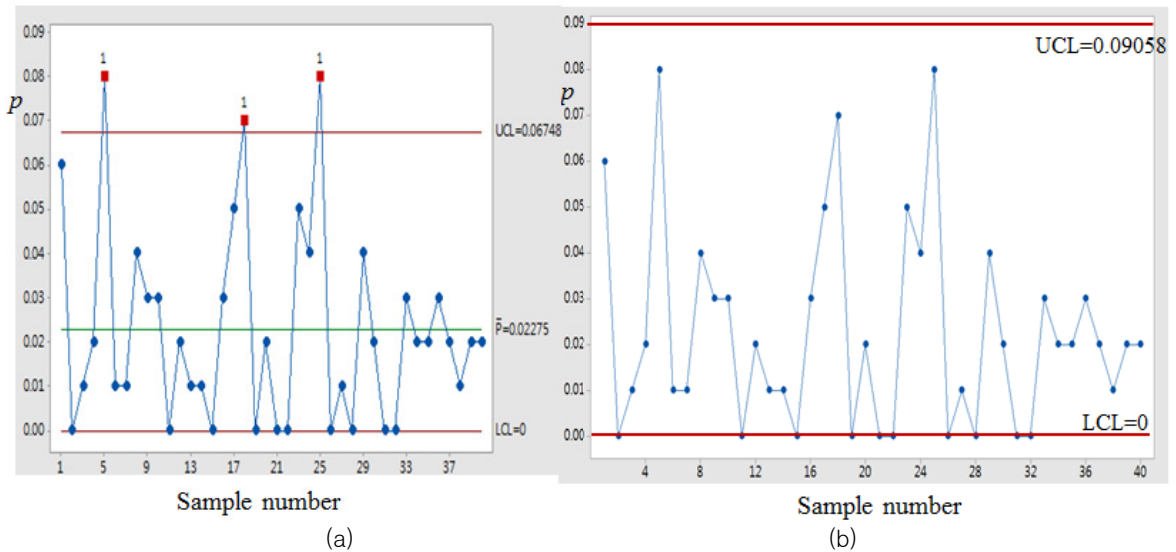 0.09
0.08
0.07
0.06
0.05
0.04
0.03
0.02
0.01
0.00
p
1
1
1
UCL=0.06748
P̄=0.02275
LCL=0
1 5 9 13 17 21 25 29 33 37
Sample number
(a)
0.09
0.08
0.07
0.06
0.05
0.04
0.03
0.02
0.01
0.00
p
UCL=0.09058
LCL=0
4 8 12 16 20 24 28 32 36 40
Sample number
(b)